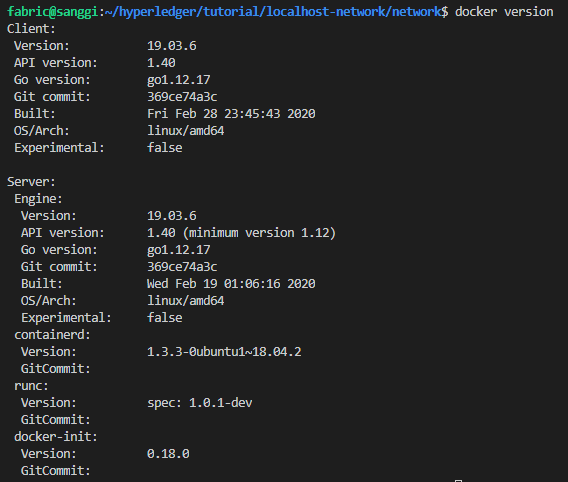 fabric@sanggi:~/hyperledger/tutorial/localhost-network/network$ docker version
Client:
 Version:           19.03.6
 API version:       1.40
 Go version:        go1.12.17
 Git commit:        369ce74a3c
 Built:             Fri Feb 28 23:45:43 2020
 OS/Arch:           linux/amd64
 Experimental:      false

Server:
 Engine:
  Version:          19.03.6
  API version:      1.40 (minimum version 1.12)
  Go version:       go1.12.17
  Git commit:       369ce74a3c
  Built:            Wed Feb 19 01:06:16 2020
  OS/Arch:          linux/amd64
  Experimental:     false
 containerd:
  Version:          1.3.3-0ubuntu1~18.04.2
  GitCommit:
 runc:
  Version:          spec: 1.0.1-dev
  GitCommit:
 docker-init:
  Version:          0.18.0
  GitCommit: